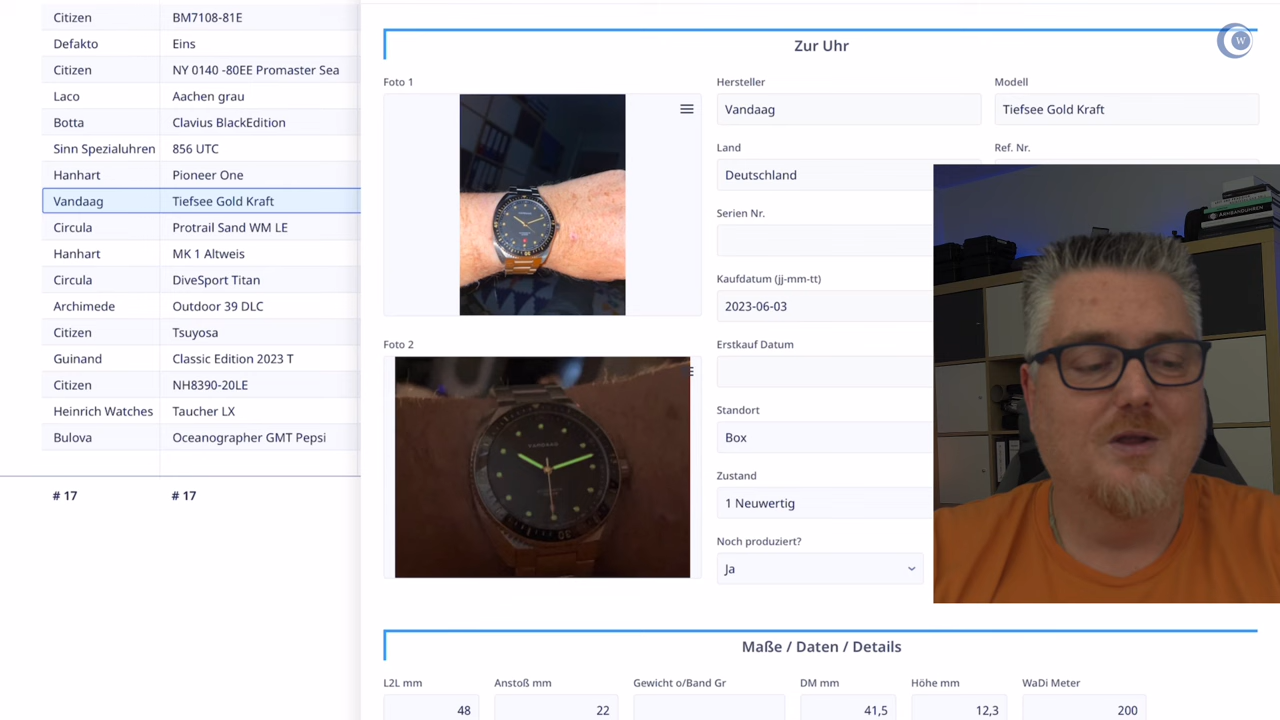 Citizen BM7108-81E
Defakto Eins
Citizen NY 0140 -80EE Promaster Sea
Laco Aachen grau
Botta Clavius BlackEdition
Sinn Spezialuhren 856 UTC
Hanhart Pioneer One
Vandaag Tiefsee Gold Kraft
Circula Protrail Sand WM LE
Hanhart MK 1 Altweis
Circula DiveSport Titan
Archimede Outdoor 39 DLC
Citizen Tsuyosa
Guinand Classic Edition 2023 T
Citizen NH8390-20LE
Heinrich Watches Taucher LX
Bulova Oceanographer GMT Pepsi
# 17 # 17
Zur Uhr
W
Foto 1
Hersteller
Modell
Vandaag
Tiefsee Gold Kraft
Land
Ref. Nr.
Deutschland
Serien Nr.
Kaufdatum (jj-mm-tt)
2023-06-03
Foto 2
VANDAAG
Erstkauf Datum
Standort
Box
Zustand
1 Neuwertig
Noch produziert?
Ja
ARMBANDUHREN
Maße / Daten / Details
L2L mm Anstoß mm Gewicht o/Band Gr DM mm Höhe mm WaDi Meter
48 22 41,5 12,3 200